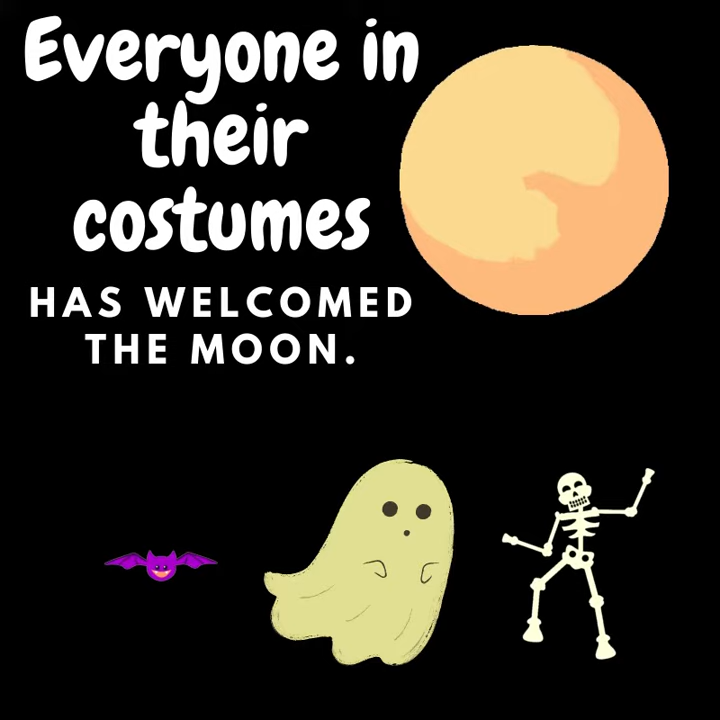 Everyone in
their
costumes
HAS WELCOMED
THE MOON.